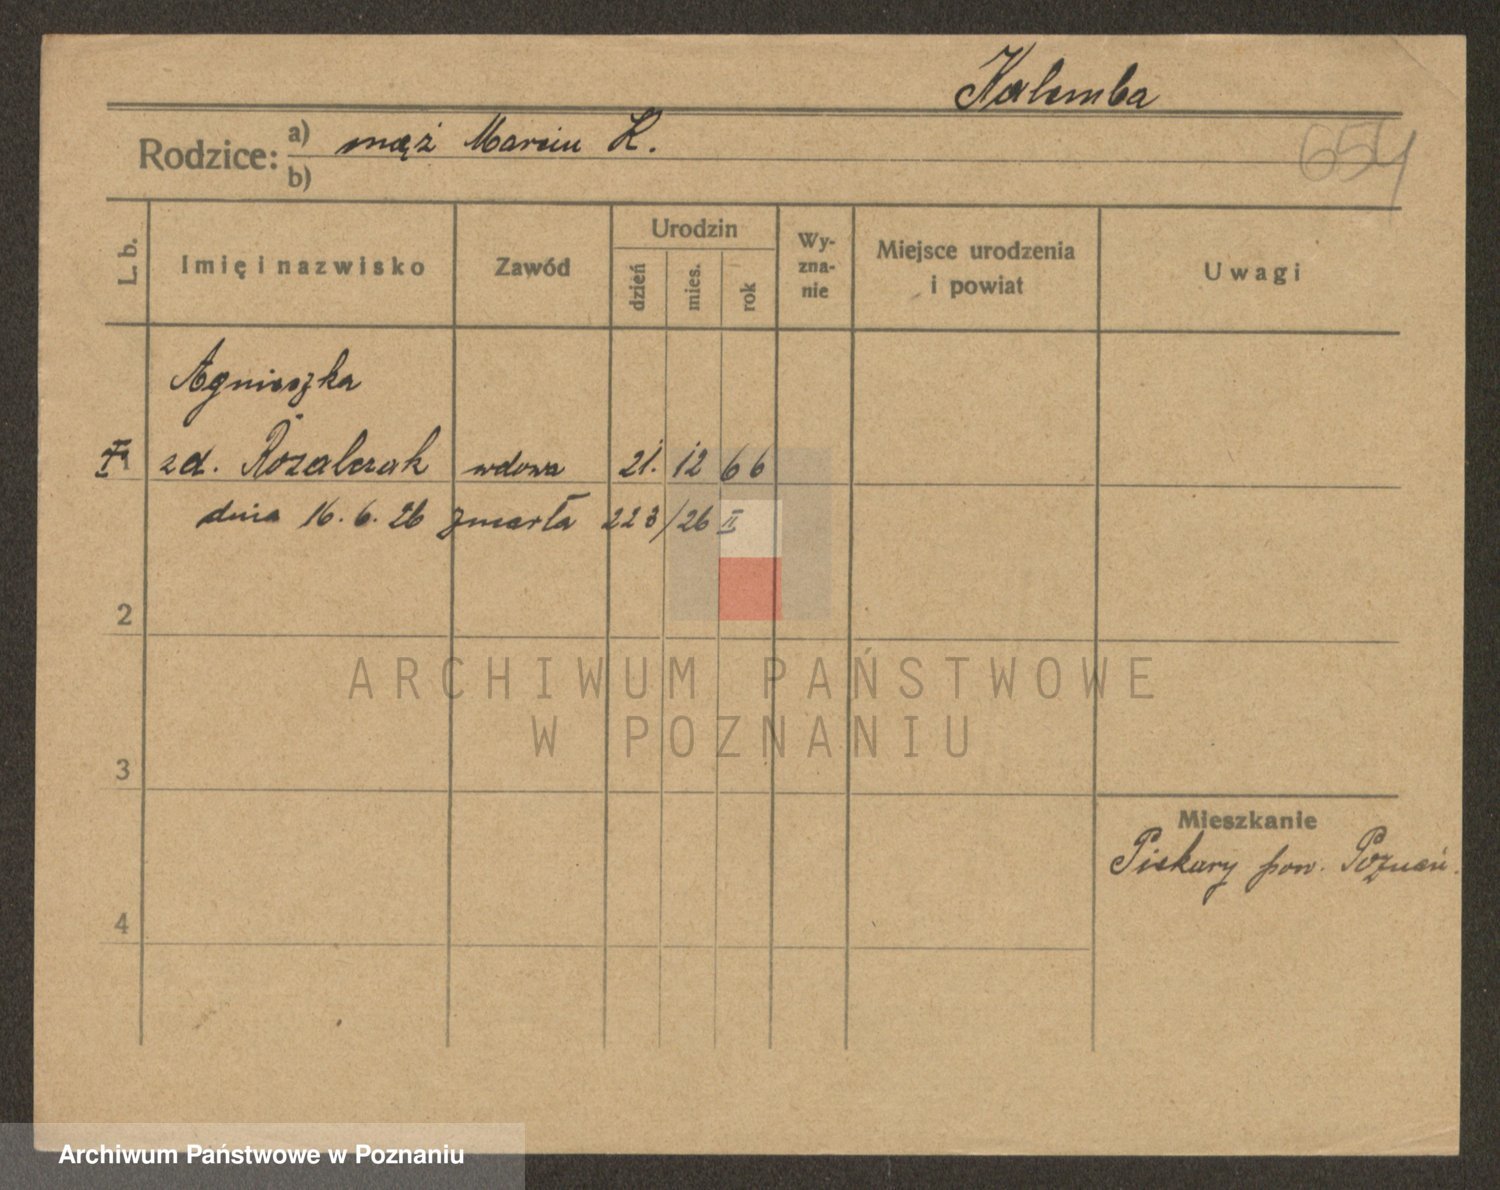 Kalemba
Rodzice: a) mąż Marcin K.
b)
654
L. b. Imię i nazwisko Zawód Urodzin dzień mies. rok Wy-zna-nie Miejsce urodzenia i powiat Uwagi
Agnieszka
1 zd. Rozalczak wdowa 21. 12 66
dnia 16. 6. 26 zmarła 223/26 II
2
ARCHIWUM PAŃSTWOWE
W POZNANIU
3
Mieszkanie
Piekary pow. Poznań.
4
Archiwum Państwowe w Poznaniu